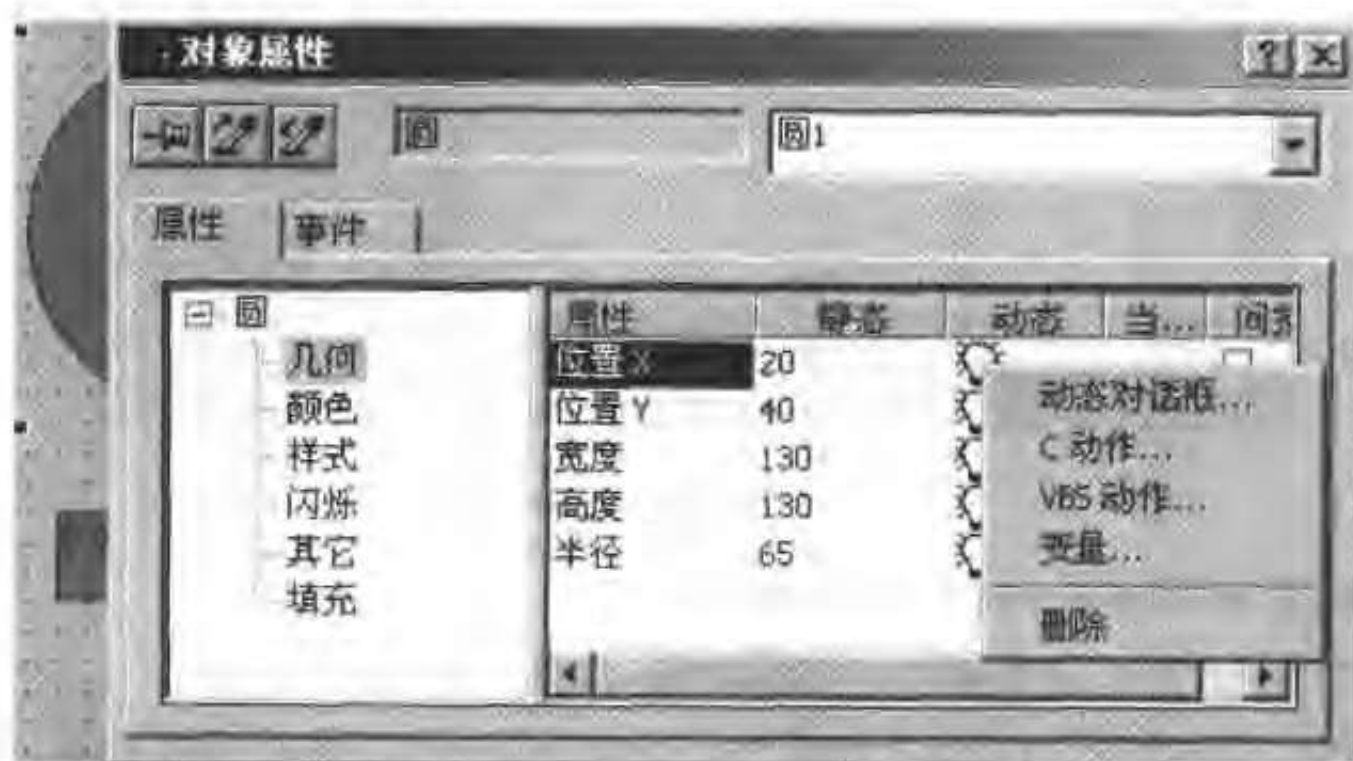 对象属性
圆 圆1
属性 事件
圆
几何
颜色
样式
闪烁
其它
填充
属性 静态 动态 当...
位置 X 20
位置 Y 40
宽度 130
高度 130
半径 65
动态对话框...
C 动作...
VBS 动作...
变量...
删除